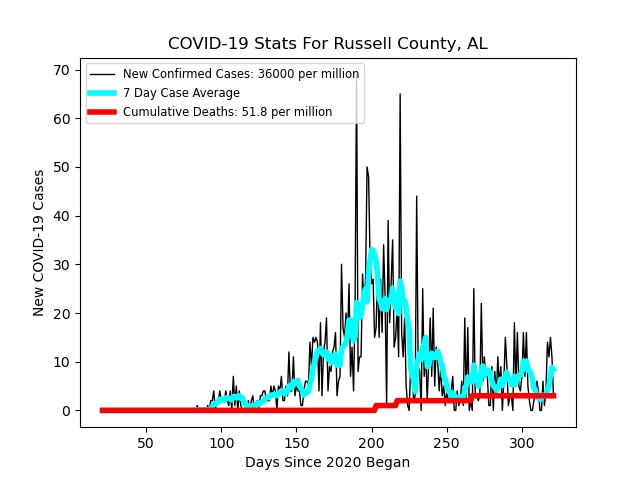 COVID-19 Stats For Russell County, AL
New Confirmed Cases: 36000 per million
7 Day Case Average
Cumulative Deaths: 51.8 per million
70
60
50
40
30
20
10
0
New COVID-19 Cases
50 100 150 200 250 300
Days Since 2020 Began